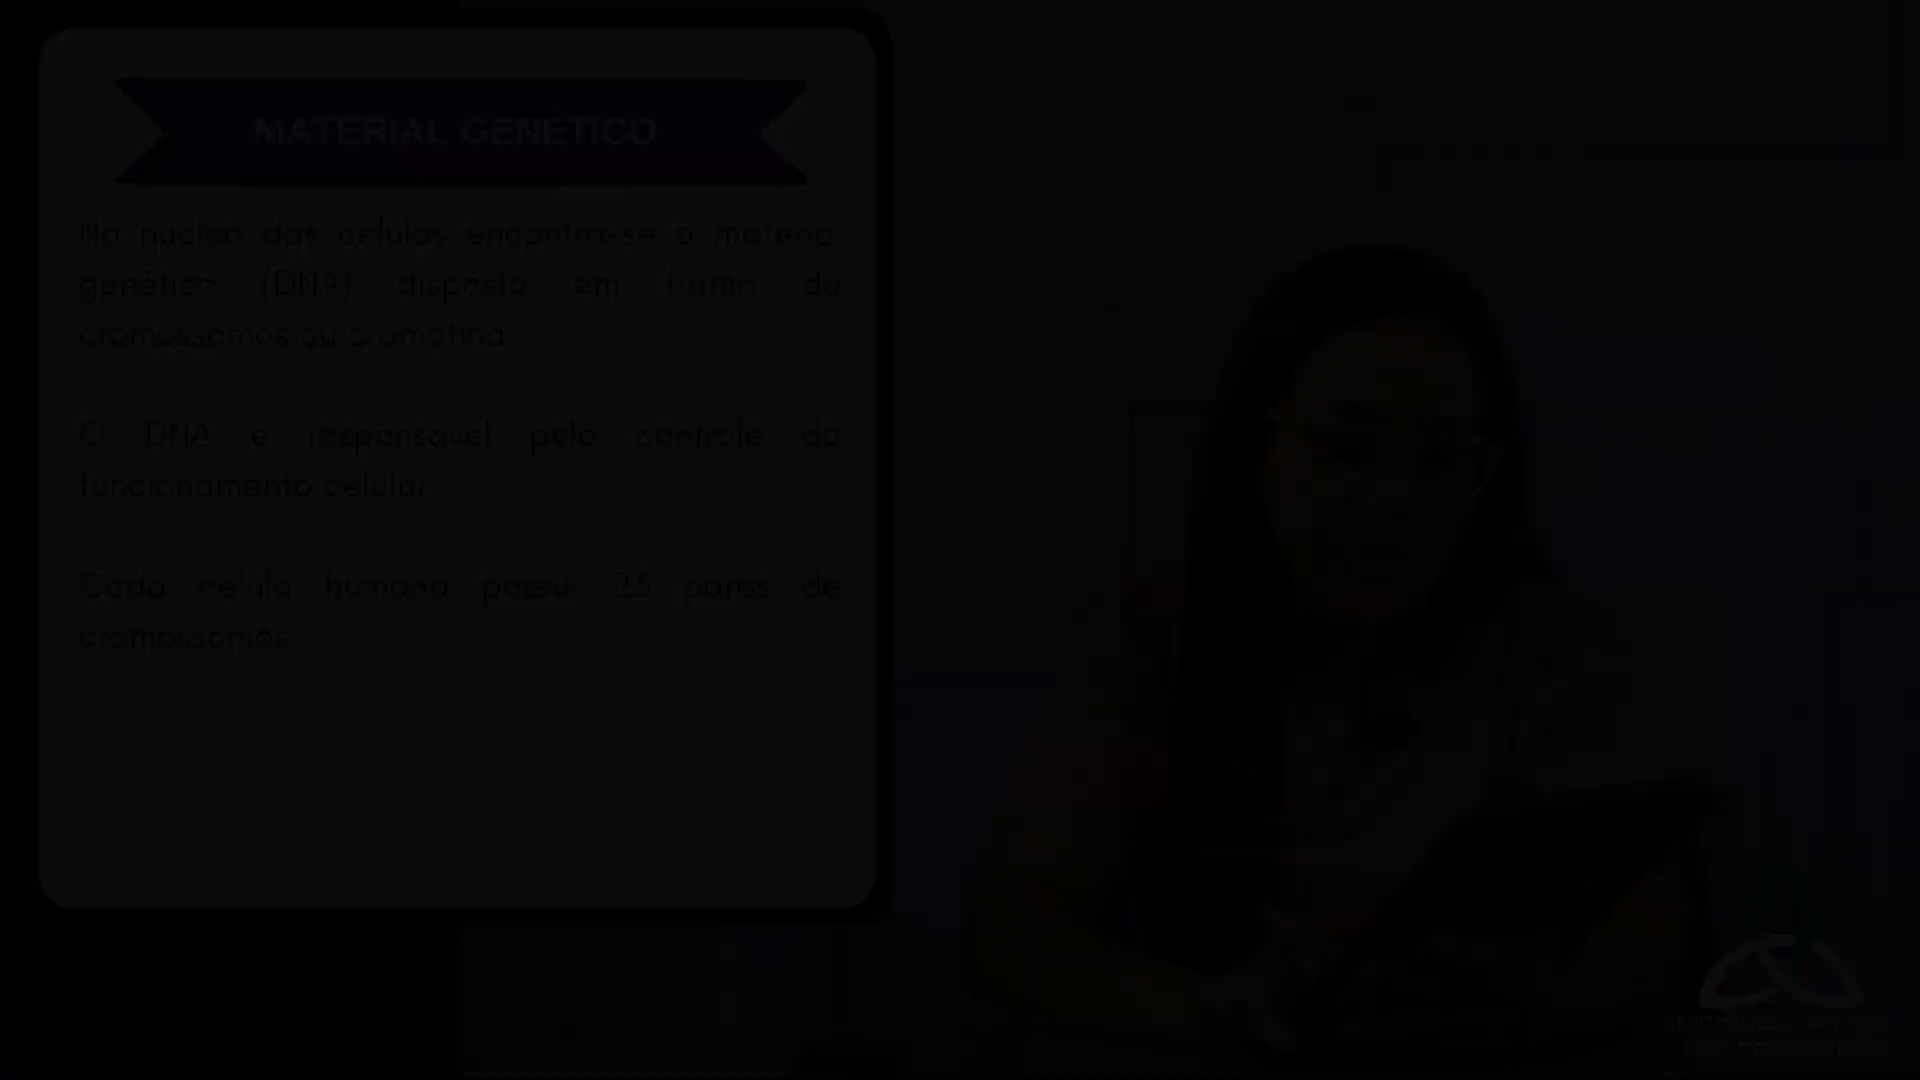 MATERIAL GENÉTICO
No núcleo das células encontra-se o material
genético (DNA) disposto em forma de
cromossomos ou cromatina
O DNA é responsável pelo controle do
funcionamento celular
Cada célula humana possui 23 pares de
cromossomos